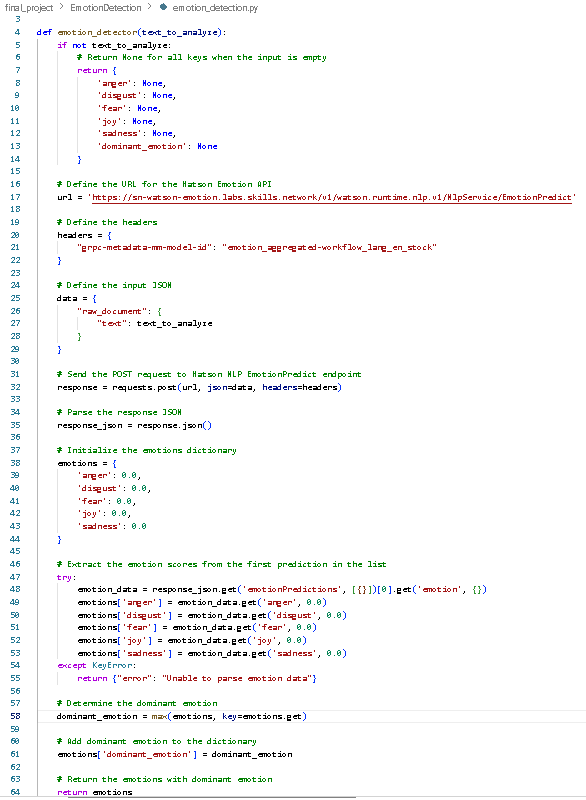 final_project > EmotionDetection > emotion_detection.py
3
4 def emotion_detector(text_to_analyze):
5 if not text_to_analyze:
6 # Return None for all keys when the input is empty
7 return {
8 'anger': None,
9 'disgust': None,
10 'fear': None,
11 'joy': None,
12 'sadness': None,
13 'dominant_emotion': None
14 }
15
16 # Define the URL for the Watson Emotion API
17 url = 'https://sn-watson-emotion.labs.skills.network/v1/watson.runtime.nlp.v1/NlpService/EmotionPredict'
18
19 # Define the headers
20 headers = {
21 "grpc-metadata-mm-model-id": "emotion_aggregated-workflow_lang_en_stock"
22 }
23
24 # Define the input JSON
25 data = {
26 "raw_document": {
27 "text": text_to_analyze
28 }
29 }
30
31 # Send the POST request to Watson NLP EmotionPredict endpoint
32 response = requests.post(url, json=data, headers=headers)
33
34 # Parse the response JSON
35 response_json = response.json()
36
37 # Initialize the emotions dictionary
38 emotions = {
39 'anger': 0.0,
40 'disgust': 0.0,
41 'fear': 0.0,
42 'joy': 0.0,
43 'sadness': 0.0
44 }
45
46 # Extract the emotion scores from the first prediction in the list
47 try:
48 emotion_data = response_json.get('emotionPredictions', [{}])[0].get('emotion', {})
49 emotions['anger'] = emotion_data.get('anger', 0.0)
50 emotions['disgust'] = emotion_data.get('disgust', 0.0)
51 emotions['fear'] = emotion_data.get('fear', 0.0)
52 emotions['joy'] = emotion_data.get('joy', 0.0)
53 emotions['sadness'] = emotion_data.get('sadness', 0.0)
54 except KeyError:
55 return {"error": "Unable to parse emotion data"}
56
57 # Determine the dominant emotion
58 dominant_emotion = max(emotions, key=emotions.get)
59
60 # Add dominant emotion to the dictionary
61 emotions['dominant_emotion'] = dominant_emotion
62
63 # Return the emotions with dominant emotion
64 return emotions